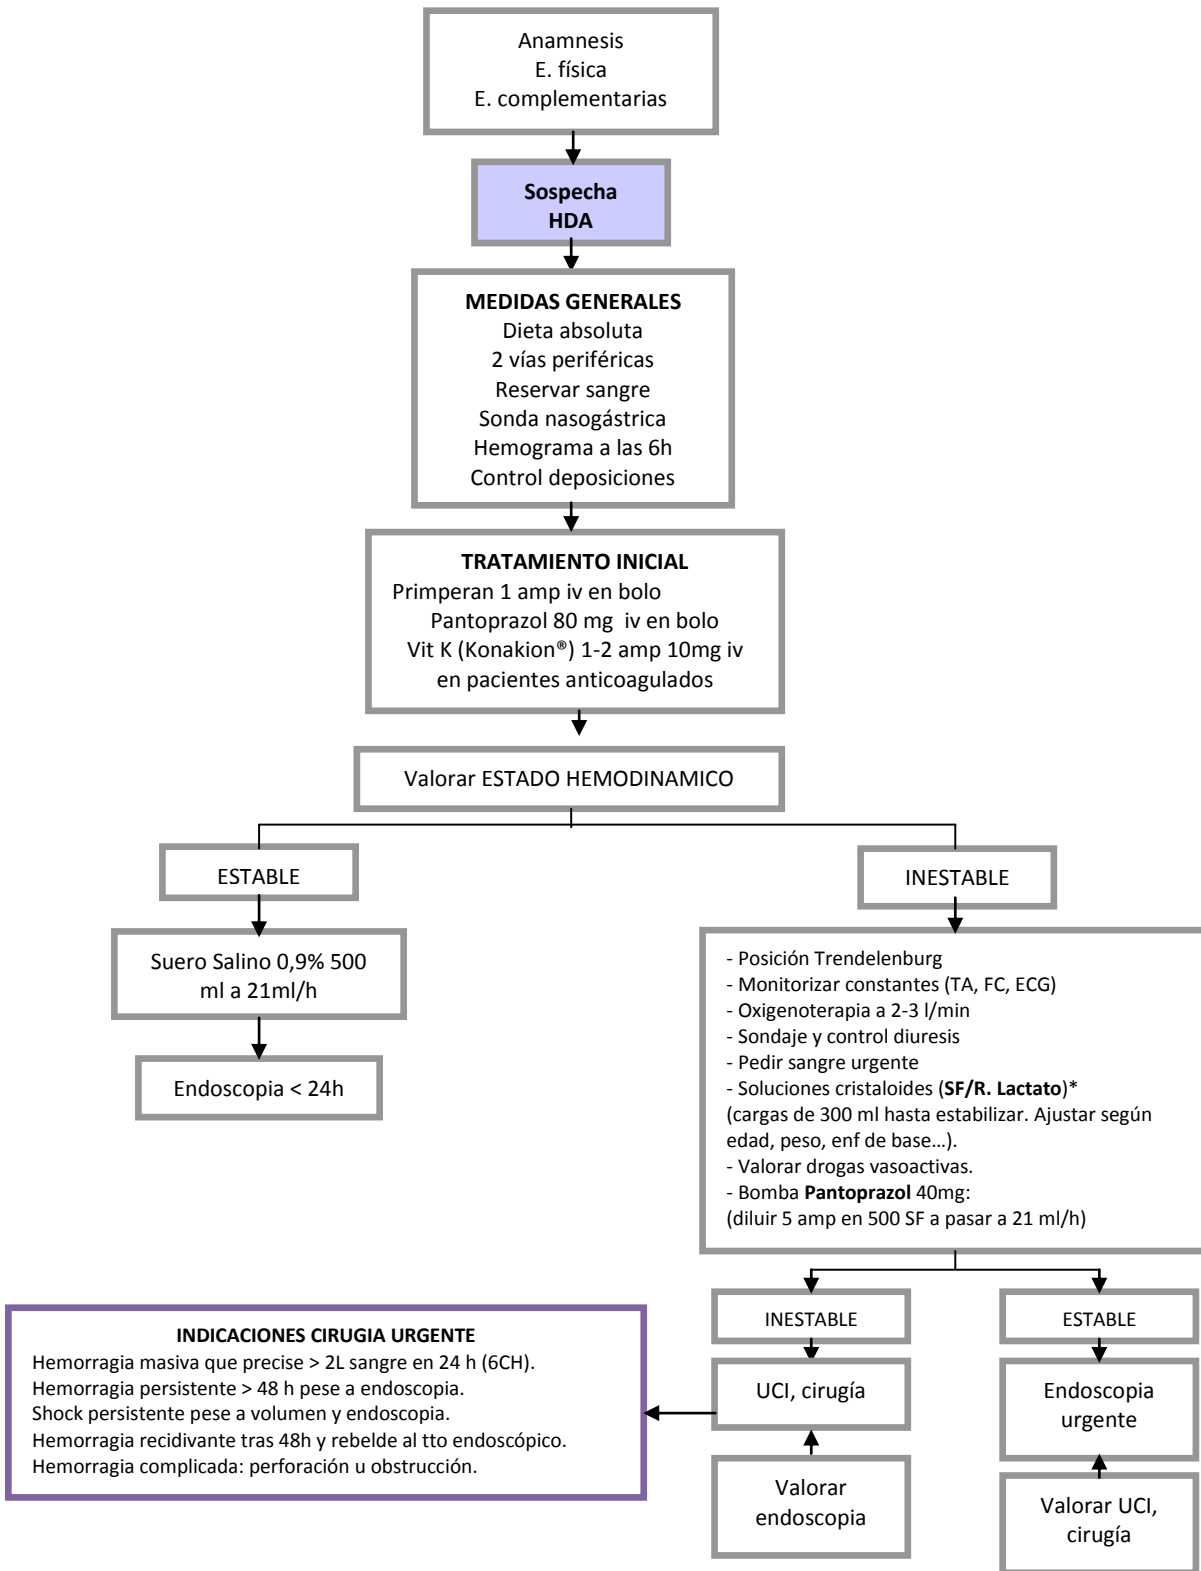 Anamnesis
E. física
E. complementarias
Sospecha
HDA
MEDIDAS GENERALES
Dieta absoluta
2 vías periféricas
Reservar sangre
Sonda nasogástrica
Hemograma a las 6h
Control deposiciones
TRATAMIENTO INICIAL
Primperan 1 amp iv en bolo
Pantoprazol 80 mg iv en bolo
Vit K (Konakion®) 1-2 amp 10mg iv
en pacientes anticoagulados
Valorar ESTADO HEMODINAMICO
ESTABLE
INESTABLE
Suero Salino 0,9% 500
ml a 21ml/h
Endoscopia < 24h
- Posición Trendelenburg
- Monitorizar constantes (TA, FC, ECG)
- Oxigenoterapia a 2-3 l/min
- Sondaje y control diuresis
- Pedir sangre urgente
- Soluciones cristaloides (SF/R. Lactato)*
(cargas de 300 ml hasta estabilizar. Ajustar según
edad, peso, enf de base...).
- Valorar drogas vasoactivas.
- Bomba Pantoprazol 40mg:
(diluir 5 amp en 500 SF a pasar a 21 ml/h)
INESTABLE
ESTABLE
UCI, cirugía
Endoscopia
urgente
Valorar
endoscopia
Valorar UCI,
cirugía
INDICACIONES CIRUGIA URGENTE
Hemorragia masiva que precise > 2L sangre en 24 h (6CH).
Hemorragia persistente > 48 h pese a endoscopia.
Shock persistente pese a volumen y endoscopia.
Hemorragia recidivante tras 48h y rebelde al tto endoscópico.
Hemorragia complicada: perforación u obstrucción.